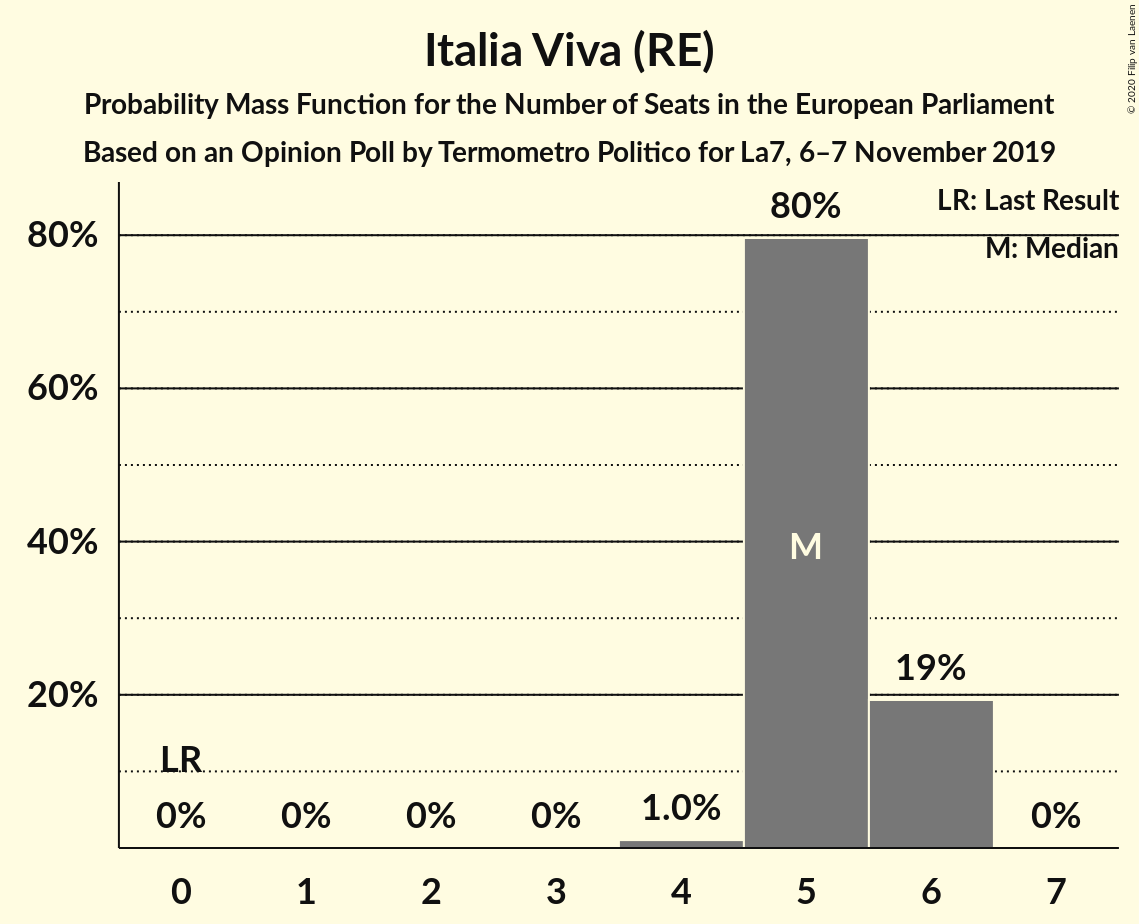 Italia Viva (RE)
Probability Mass Function for the Number of Seats in the European Parliament
Based on an Opinion Poll by Termometro Politico for La7, 6–7 November 2019
© 2020 Filip van Laenen
LR: Last Result
M: Median
80%
60%
40%
20%
LR
0%
0%
0%
0%
1.0%
80%
M
19%
0%
0
1
2
3
4
5
6
7